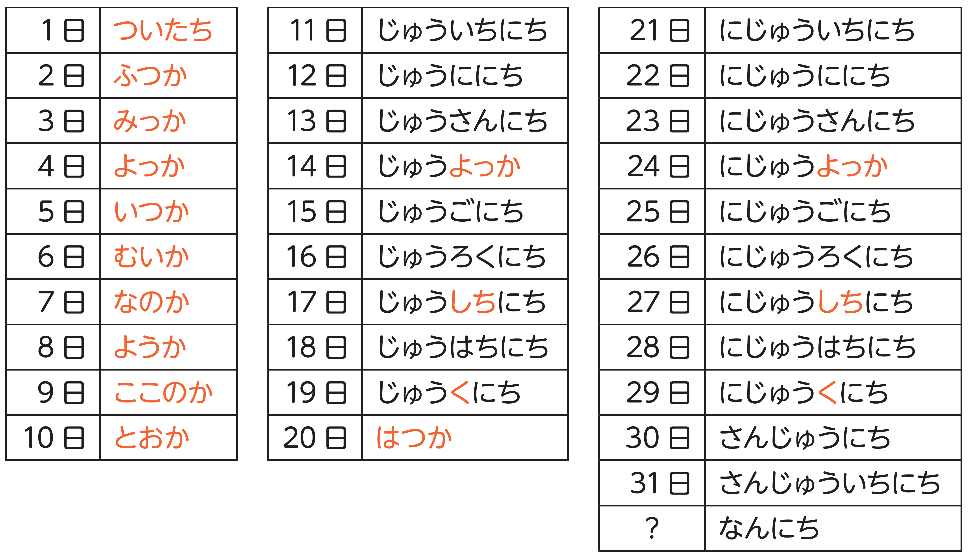 1日 ついたち
2日 ふつか
3日 みっか
4日 よっか
5日 いつか
6日 むいか
7日 なのか
8日 ようか
9日 ここのか
10日 とおか
11日 じゅういちにち
12日 じゅうににち
13日 じゅうさんにち
14日 じゅうよっか
15日 じゅうごにち
16日 じゅうろくにち
17日 じゅうしちにち
18日 じゅうはちにち
19日 じゅうくにち
20日 はつか
21日 にじゅういちにち
22日 にじゅうににち
23日 にじゅうさんにち
24日 にじゅうよっか
25日 にじゅうごにち
26日 にじゅうろくにち
27日 にじゅうしちにち
28日 にじゅうはちにち
29日 にじゅうくにち
30日 さんじゅうにち
31日 さんじゅういちにち
? なんにち